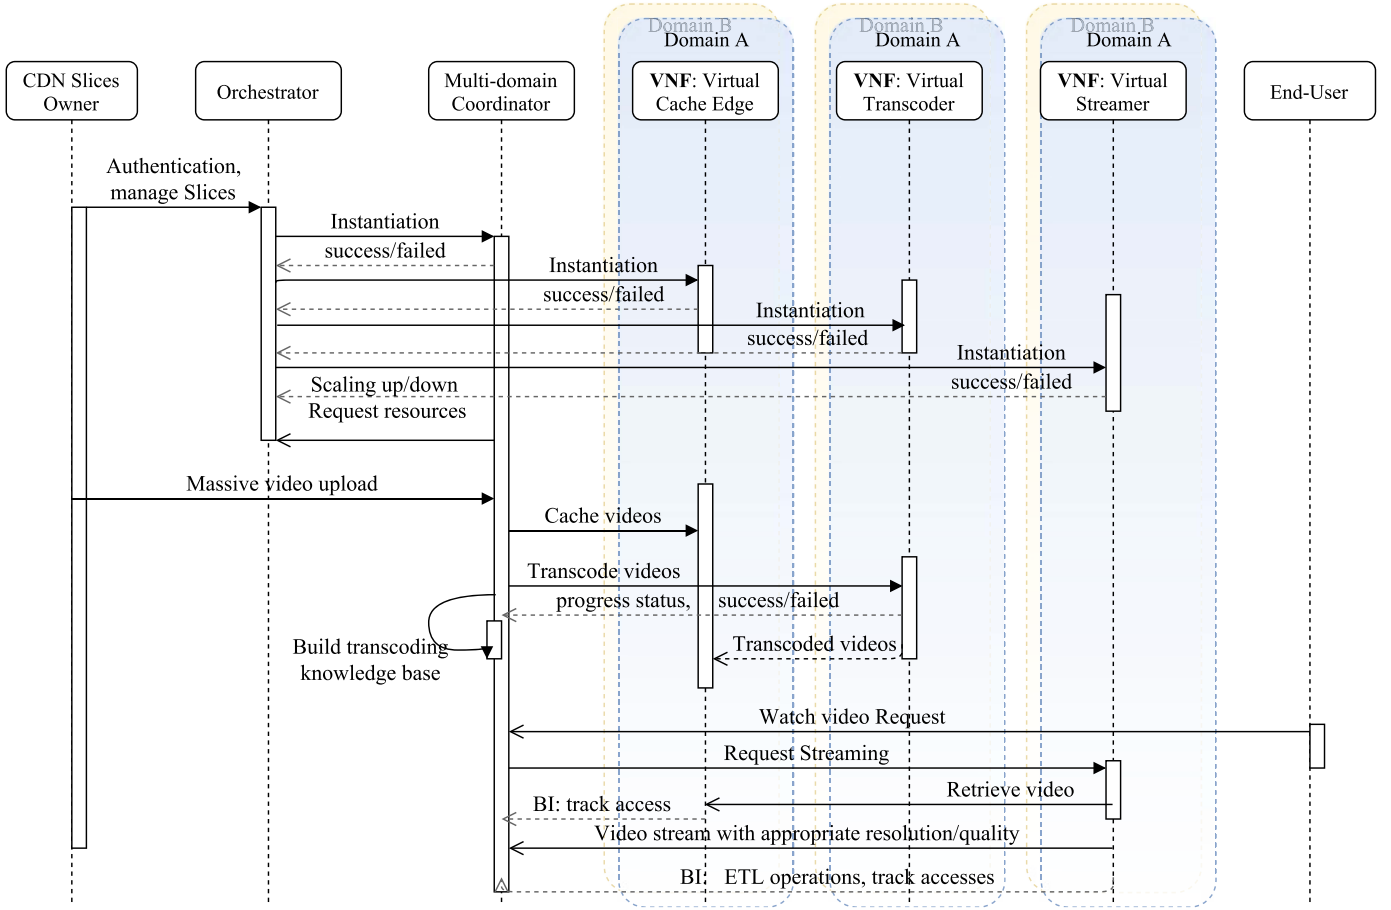 Domain B
Domain B
Domain B
Domain A
Domain A
Domain A
CDN Slices
Owner
Orchestrator
Multi-domain
Coordinator
VNF: Virtual
Cache Edge
VNF: Virtual
Transcoder
VNF: Virtual
Streamer
End-User
Authentication,
manage Slices
Instantiation
success/failed
Instantiation
success/failed
Instantiation
success/failed
Instantiation
success/failed
Scaling up/down
Request resources
Massive video upload
Cache videos
Transcode videos
progress status, success/failed
Transcoded videos
Build transcoding
knowledge base
Watch video Request
Request Streaming
Retrieve video
BI: track access
Video stream with appropriate resolution/quality
BI: ETL operations, track accesses